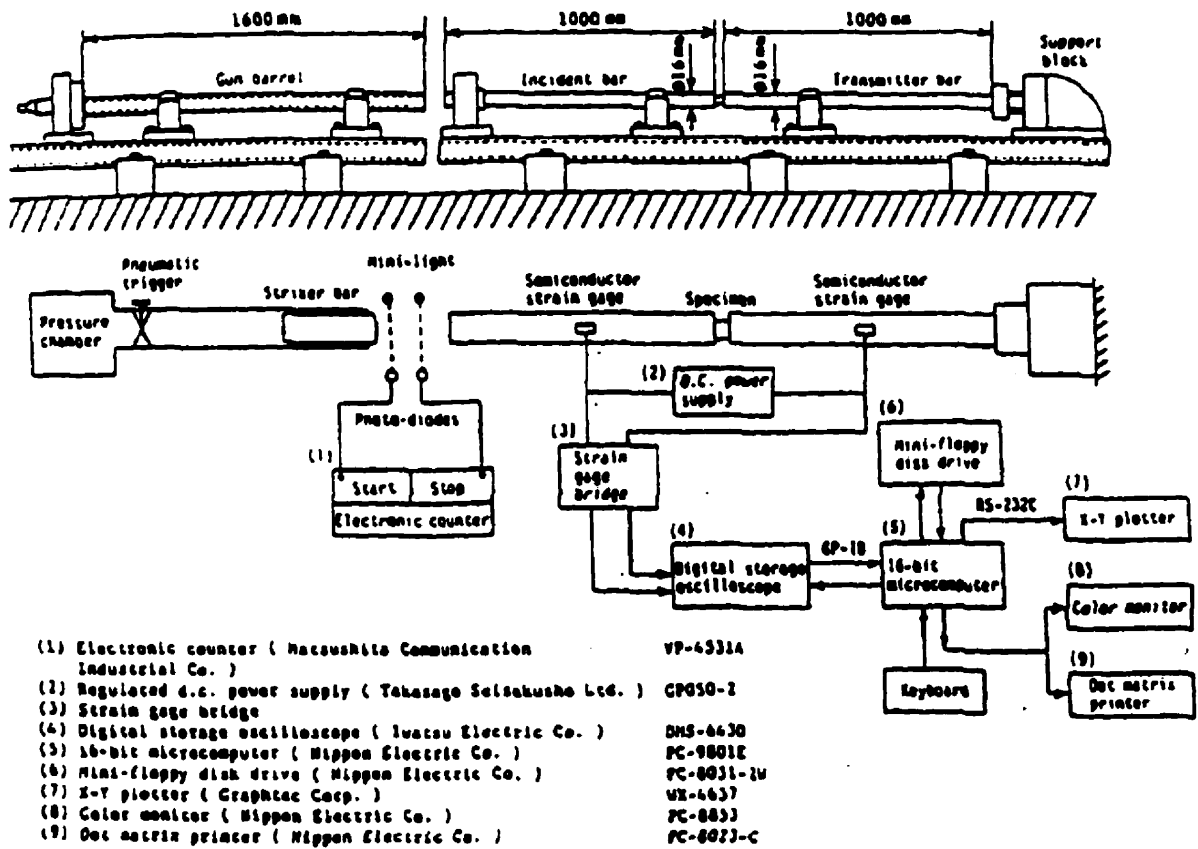 1600 mm
1000 mm
1000 mm
Gun barrel
Incident bar
Ø16mm
Ø16mm
Transmitter bar
Support
block
Pneumatic
trigger
Mini-light
Striker bar
Pressure
chamber
Semiconductor
strain gage
Specimen
Semiconductor
strain gage
(2)
D.C. power
supply
Photo-diodes
(1)
Start
Stop
Electronic counter
(3)
Strain
gage
bridge
(6)
Mini-floppy
disk drive
(4)
Digital storage
oscilloscope
GP-IB
(5)
16-bit
microcomputer
RS-232C
(7)
X-Y plotter
(8)
Color monitor
(9)
Dot matrix
printer
Keyboard
(1) Electronic counter ( Matsushita Communication VP-4531A
Industrial Co. )
(2) Regulated d.c. power supply ( Takasago Seisakusho Ltd. ) GP050-2
(3) Strain gage bridge
(4) Digital storage oscilloscope ( Iwatsu Electric Co. ) DMS-6430
(5) 16-bit microcomputer ( Nippon Electric Co. ) PC-9801E
(6) Mini-floppy disk drive ( Nippon Electric Co. ) PC-8031-2W
(7) X-Y plotter ( Graphtec Corp. ) WX-4637
(8) Color monitor ( Nippon Electric Co. ) PC-8853
(9) Dot matrix printer ( Nippon Electric Co. ) PC-8023-C